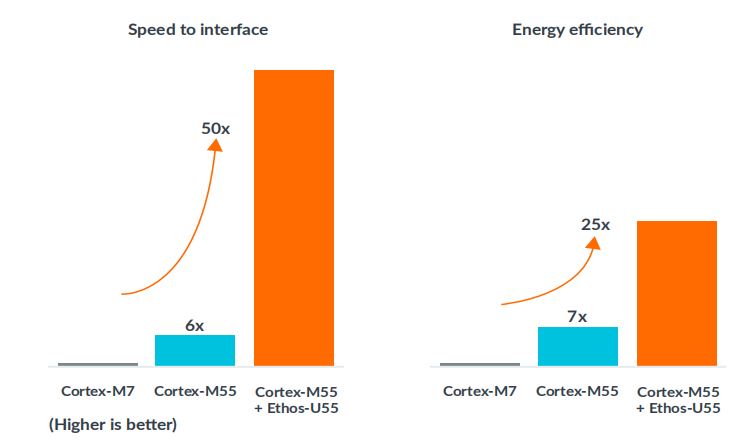 Speed to interface
Energy efficiency
50x
6x
25x
7x
Cortex-M7
Cortex-M55
Cortex-M55
+ Ethos-U55
Cortex-M7
Cortex-M55
Cortex-M55
+ Ethos-U55
(Higher is better)